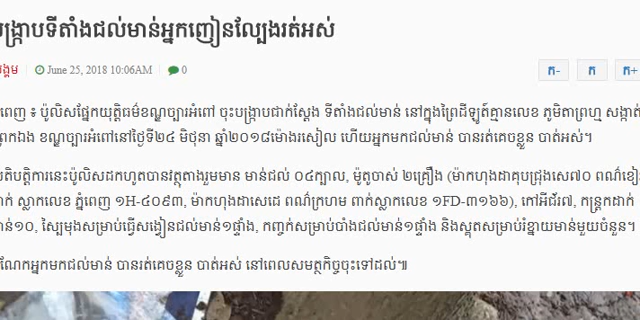 ង្ក្រាបទីតាំងជល់មាន់អ្នកញៀនល្បែងរត់អស់
ង្គម June 25, 2018 10:06AM 0 ក- ក ក+
ពេញ ៖ ប៉ូលិសផ្នែកយុត្តិធម៌ខណ្ឌច្បារអំពៅ ចុះបង្ក្រាបជាក់ស្តែង ទីតាំងជល់មាន់ នៅក្នុងព្រៃដីឡូត៍គ្មានលេខ ភូមិតាព្រហ្ម សង្កាត់
ព្រែកឯង ខណ្ឌច្បារអំពៅនៅថ្ងៃទី២៤ មិថុនា ឆ្នាំ២០១៨ម៉ោងរសៀល ហើយអ្នកមកជល់មាន់ បានរត់គេចខ្លួន បាត់អស់។
្រតិបត្តិការនេះប៉ូលិសដកហូតបានវត្ថុតាងរួមមាន មាន់ជល់ ០៤ក្បាល, ម៉ូតូចាស់ ២គ្រឿង (ម៉ាកហុងដាគុបជ្រុងសេ៧០ ពណ៌ខៀវ
ាក់ ស្លាកលេខ ភ្នំពេញ ១H-៤០៩៣, ម៉ាកហុងដាសេដេ ពណ៌ក្រហម ពាក់ស្លាកលេខ ១FD-៣១៦៦), កៅអីជ័រ៧, កន្ត្រកដាក់
ាន់១០, ស្បៃមុងសម្រាប់ធ្វើសង្វៀនជល់មាន់១ផ្ទាំង, កញ្ចក់សម្រាប់បាំងជល់មាន់១ផ្ទាំង និងស្កុតសម្រាប់រំខ្នាយមាន់មួយចំនួន។
ណែកអ្នកមកជល់មាន់ បានរត់គេចខ្លួន បាត់អស់ នៅពេលសមត្ថកិច្ចចុះទៅដល់៕